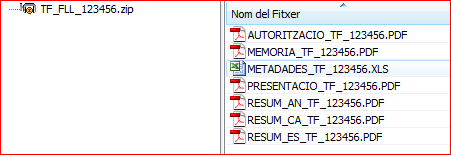 TF_FLL_123456.zip
Nom del Fitxer
AUTORITZACIO_TF_123456.PDF
MEMORIA_TF_123456.PDF
METADADES_TF_123456.XLS
PRESENTACIO_TF_123456.PDF
RESUM_AN_TF_123456.PDF
RESUM_CA_TF_123456.PDF
RESUM_ES_TF_123456.PDF